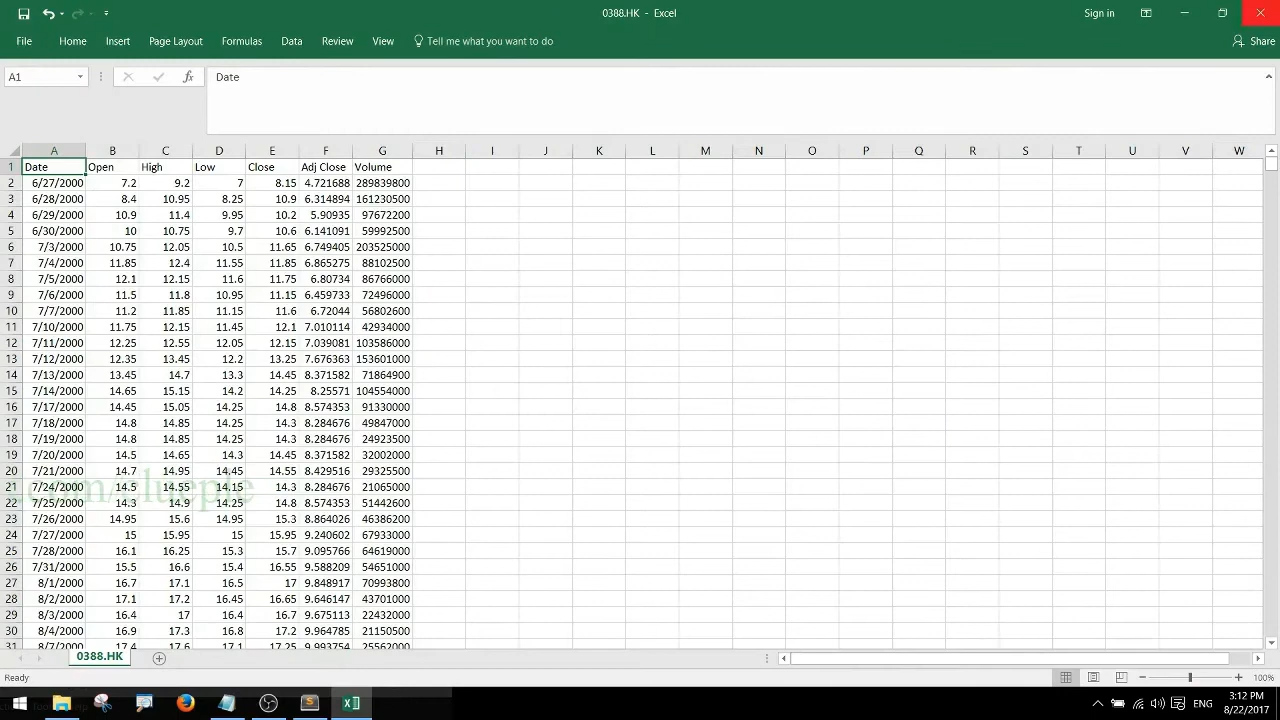 0388.HK - Excel
Sign in
File Home Insert Page Layout Formulas Data Review View Tell me what you want to do Share
A1 fx Date
A B C D E F G H I J K L M N O P Q R S T U V W
1 Date Open High Low Close Adj Close Volume
2 6/27/2000 7.2 9.2 7 8.15 4.721688 289839800
3 6/28/2000 8.4 10.95 8.25 10.9 6.314894 161230500
4 6/29/2000 10.9 11.4 9.95 10.2 5.90935 97672200
5 6/30/2000 10 10.75 9.7 10.6 6.141091 59992500
6 7/3/2000 10.75 12.05 10.5 11.65 6.749405 203525000
7 7/4/2000 11.85 12.4 11.55 11.85 6.865275 88102500
8 7/5/2000 12.1 12.15 11.6 11.75 6.80734 86766000
9 7/6/2000 11.5 11.8 10.95 11.15 6.459733 72496000
10 7/7/2000 11.2 11.85 11.15 11.6 6.72044 56802600
11 7/10/2000 11.75 12.15 11.45 12.1 7.010114 42934000
12 7/11/2000 12.25 12.55 12.05 12.15 7.039081 103586000
13 7/12/2000 12.35 13.45 12.2 13.25 7.676363 153601000
14 7/13/2000 13.45 14.7 13.3 14.45 8.371582 71864900
15 7/14/2000 14.65 15.15 14.2 14.25 8.25571 104554000
16 7/17/2000 14.45 15.05 14.25 14.8 8.574353 91330000
17 7/18/2000 14.8 14.85 14.25 14.3 8.284676 49847000
18 7/19/2000 14.8 14.85 14.25 14.3 8.284676 24923500
19 7/20/2000 14.5 14.65 14.3 14.45 8.371582 32002000
20 7/21/2000 14.7 14.95 14.45 14.55 8.429516 29325500
21 7/24/2000 14.5 14.55 14.15 14.3 8.284676 21065000
22 7/25/2000 14.3 14.9 14.25 14.8 8.574353 51442600
23 7/26/2000 14.95 15.6 14.95 15.3 8.864026 46386200
24 7/27/2000 15 15.95 15 15.95 9.240602 67933000
25 7/28/2000 16.1 16.25 15.3 15.7 9.095766 64619000
26 7/31/2000 15.5 16.6 15.4 16.55 9.588209 54651000
27 8/1/2000 16.7 17.1 16.5 17 9.848917 70993800
28 8/2/2000 17.1 17.2 16.45 16.65 9.646147 43701000
29 8/3/2000 16.4 17 16.4 16.7 9.675113 22432000
30 8/4/2000 16.9 17.3 16.8 17.2 9.964785 21150500
31 8/7/2000 17.4 17.6 17.1 17.25 9.993754 25562000
0388.HK
Ready 100%
ENG 3:12 PM
8/22/2017